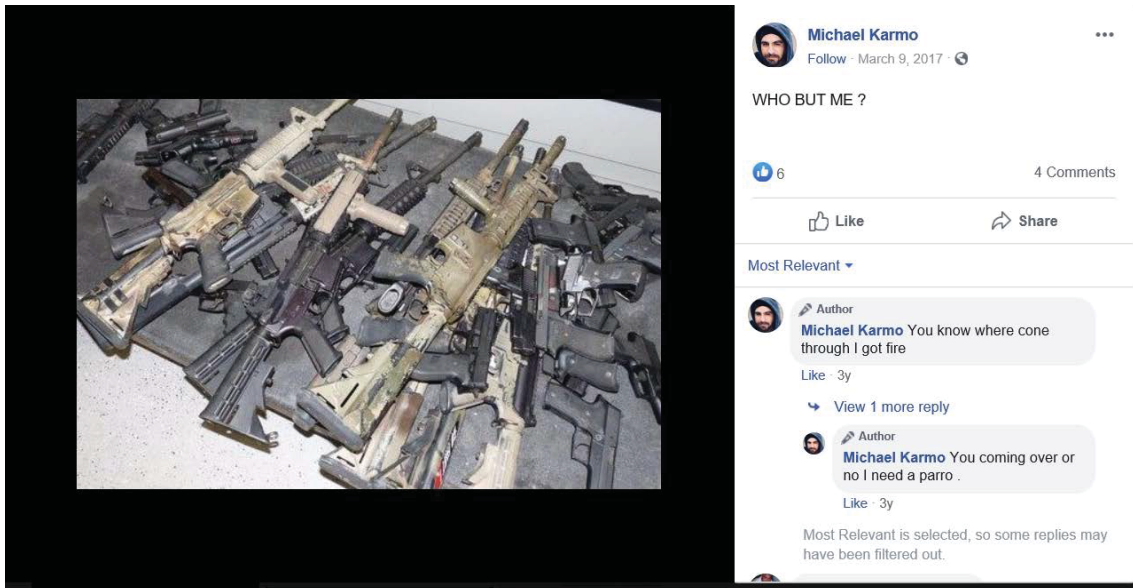 Michael Karmo
Follow · March 9, 2017 ·
WHO BUT ME ?
6
4 Comments
Like
Share
Most Relevant
Author
Michael Karmo You know where cone
through I got fire
Like · 3y
View 1 more reply
Author
Michael Karmo You coming over or
no I need a parro .
Like · 3y
Most Relevant is selected, so some replies may
have been filtered out.